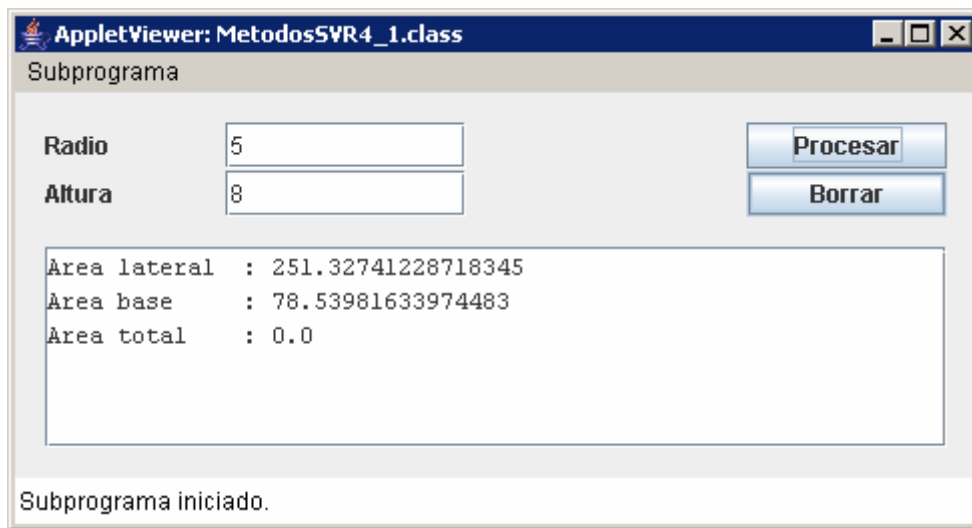 AppletViewer: MetodosSVR4_1.class
Subprograma
Radio 5 Procesar
Altura 8 Borrar
Area lateral : 251.32741228718345
Area base : 78.53981633974483
Area total : 0.0
Subprograma iniciado.